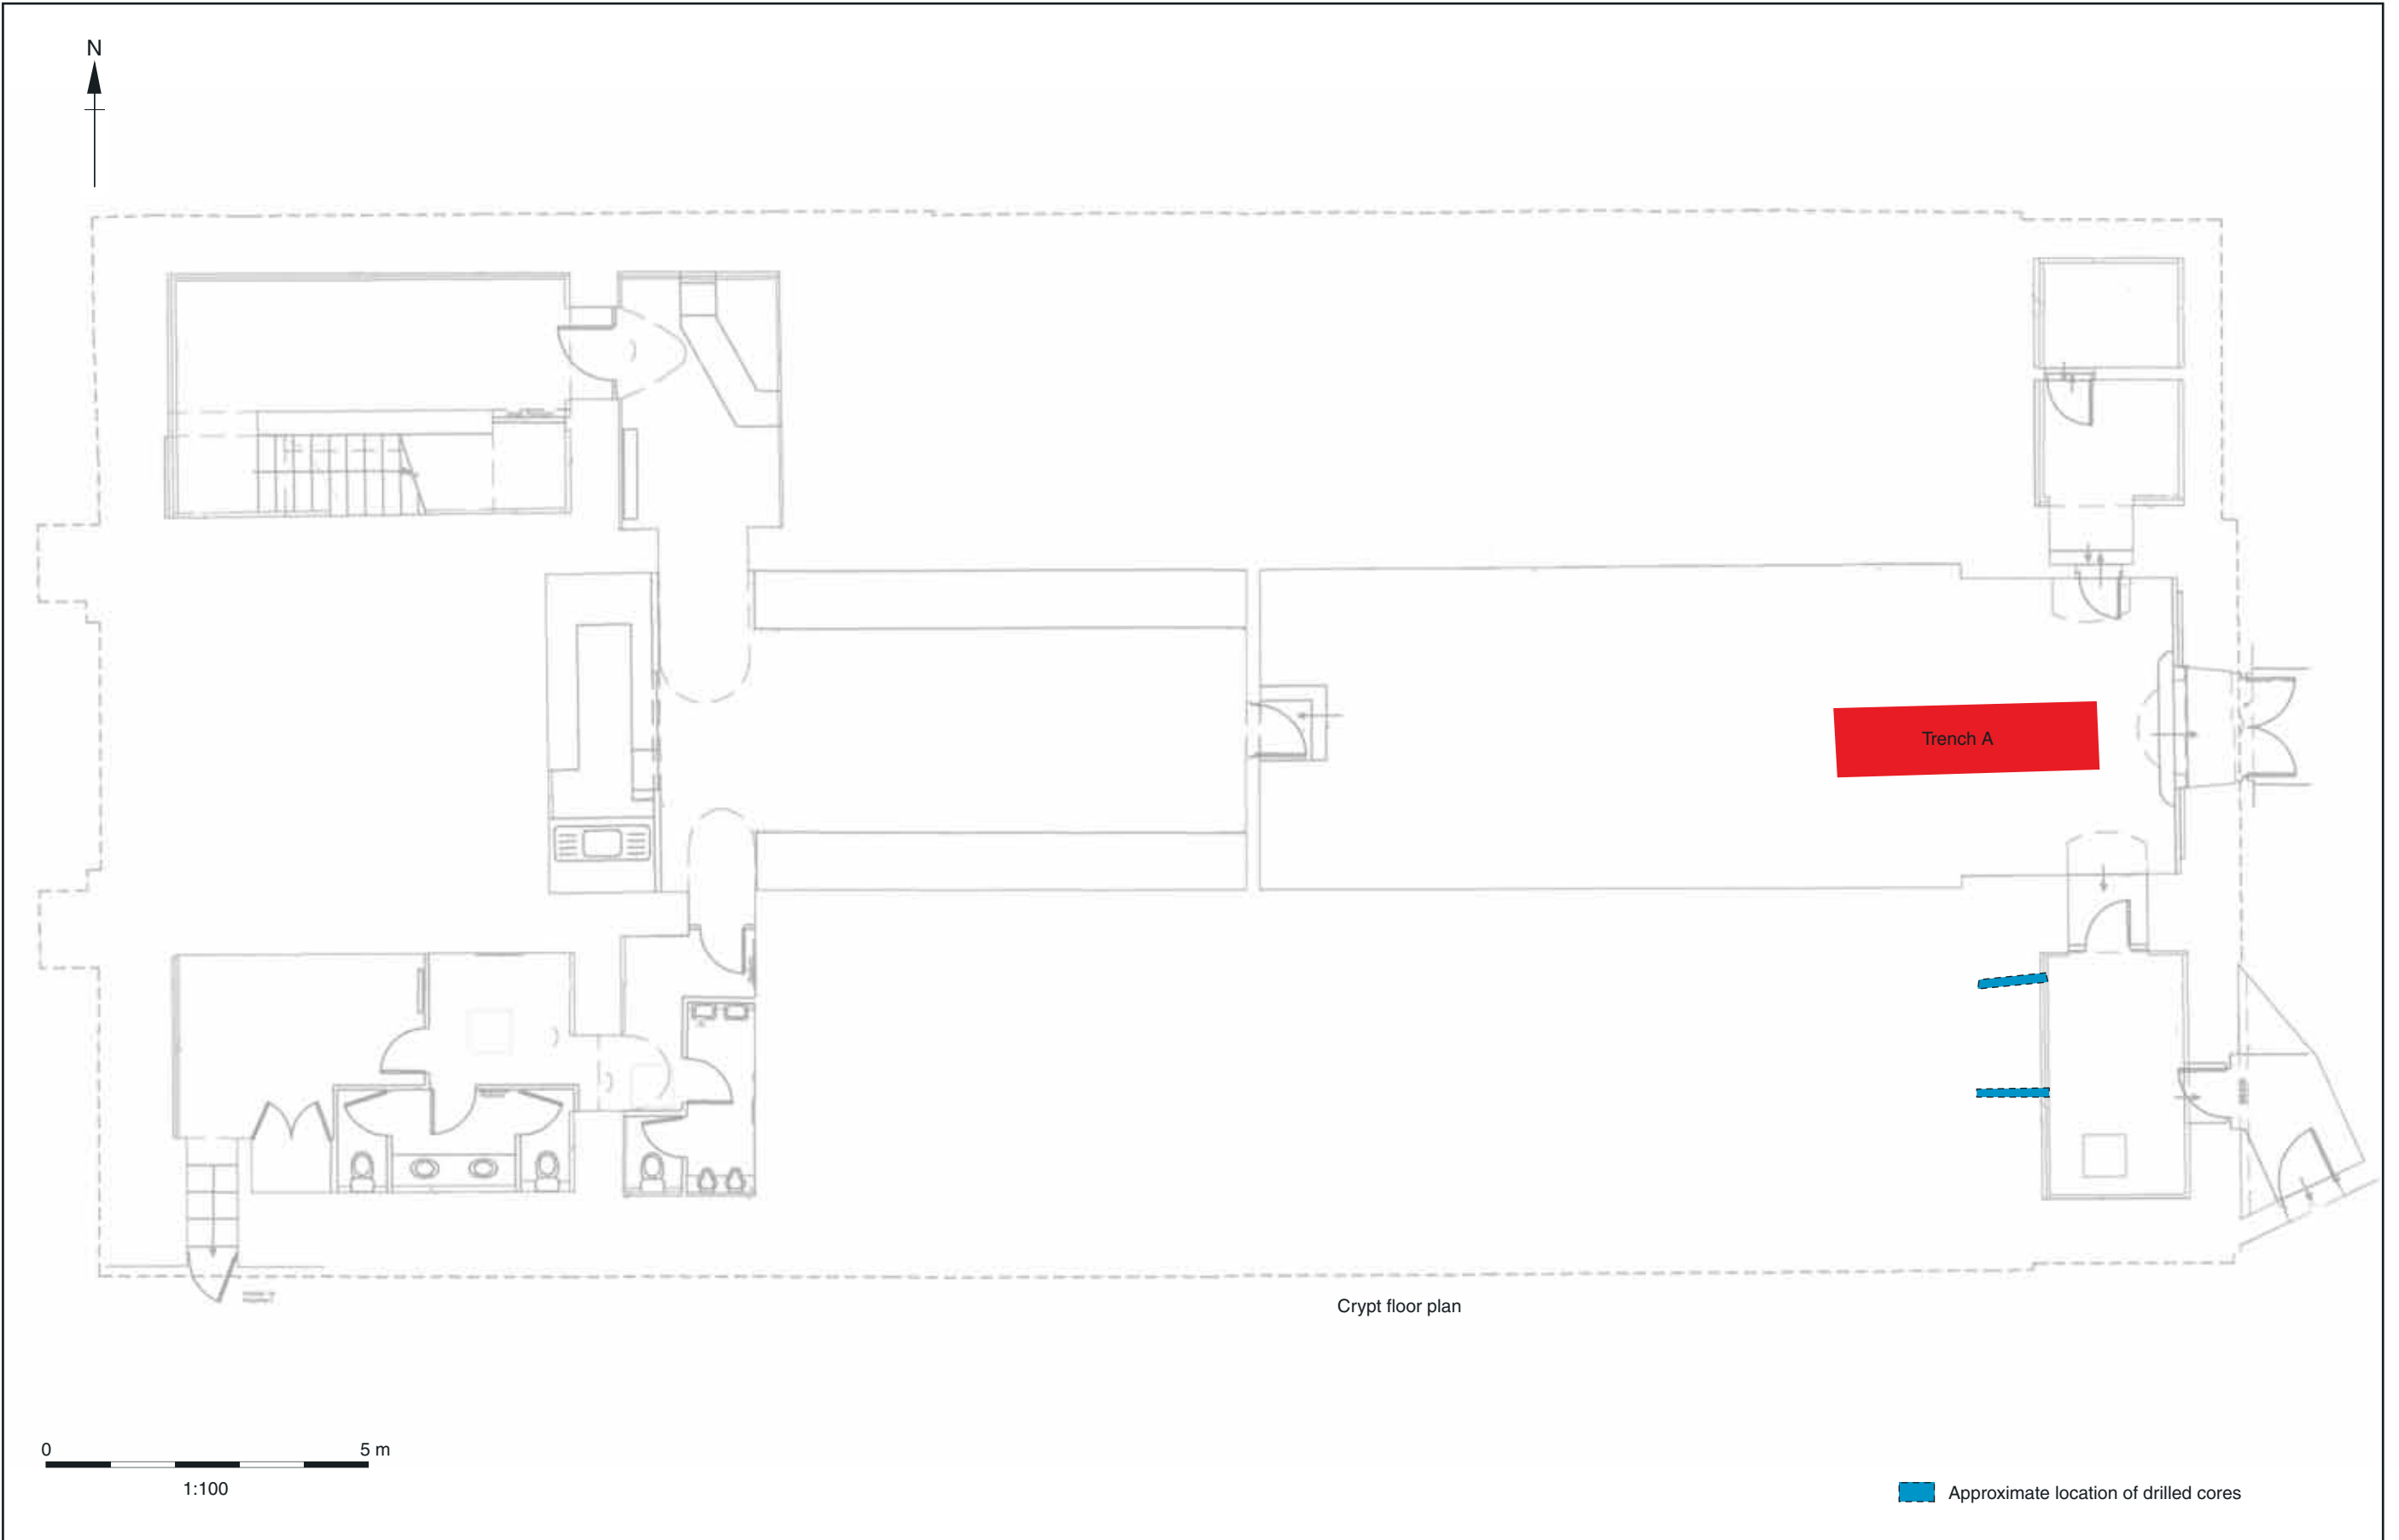 N
Trench A
Crypt floor plan
0 5 m
1:100
Approximate location of drilled cores